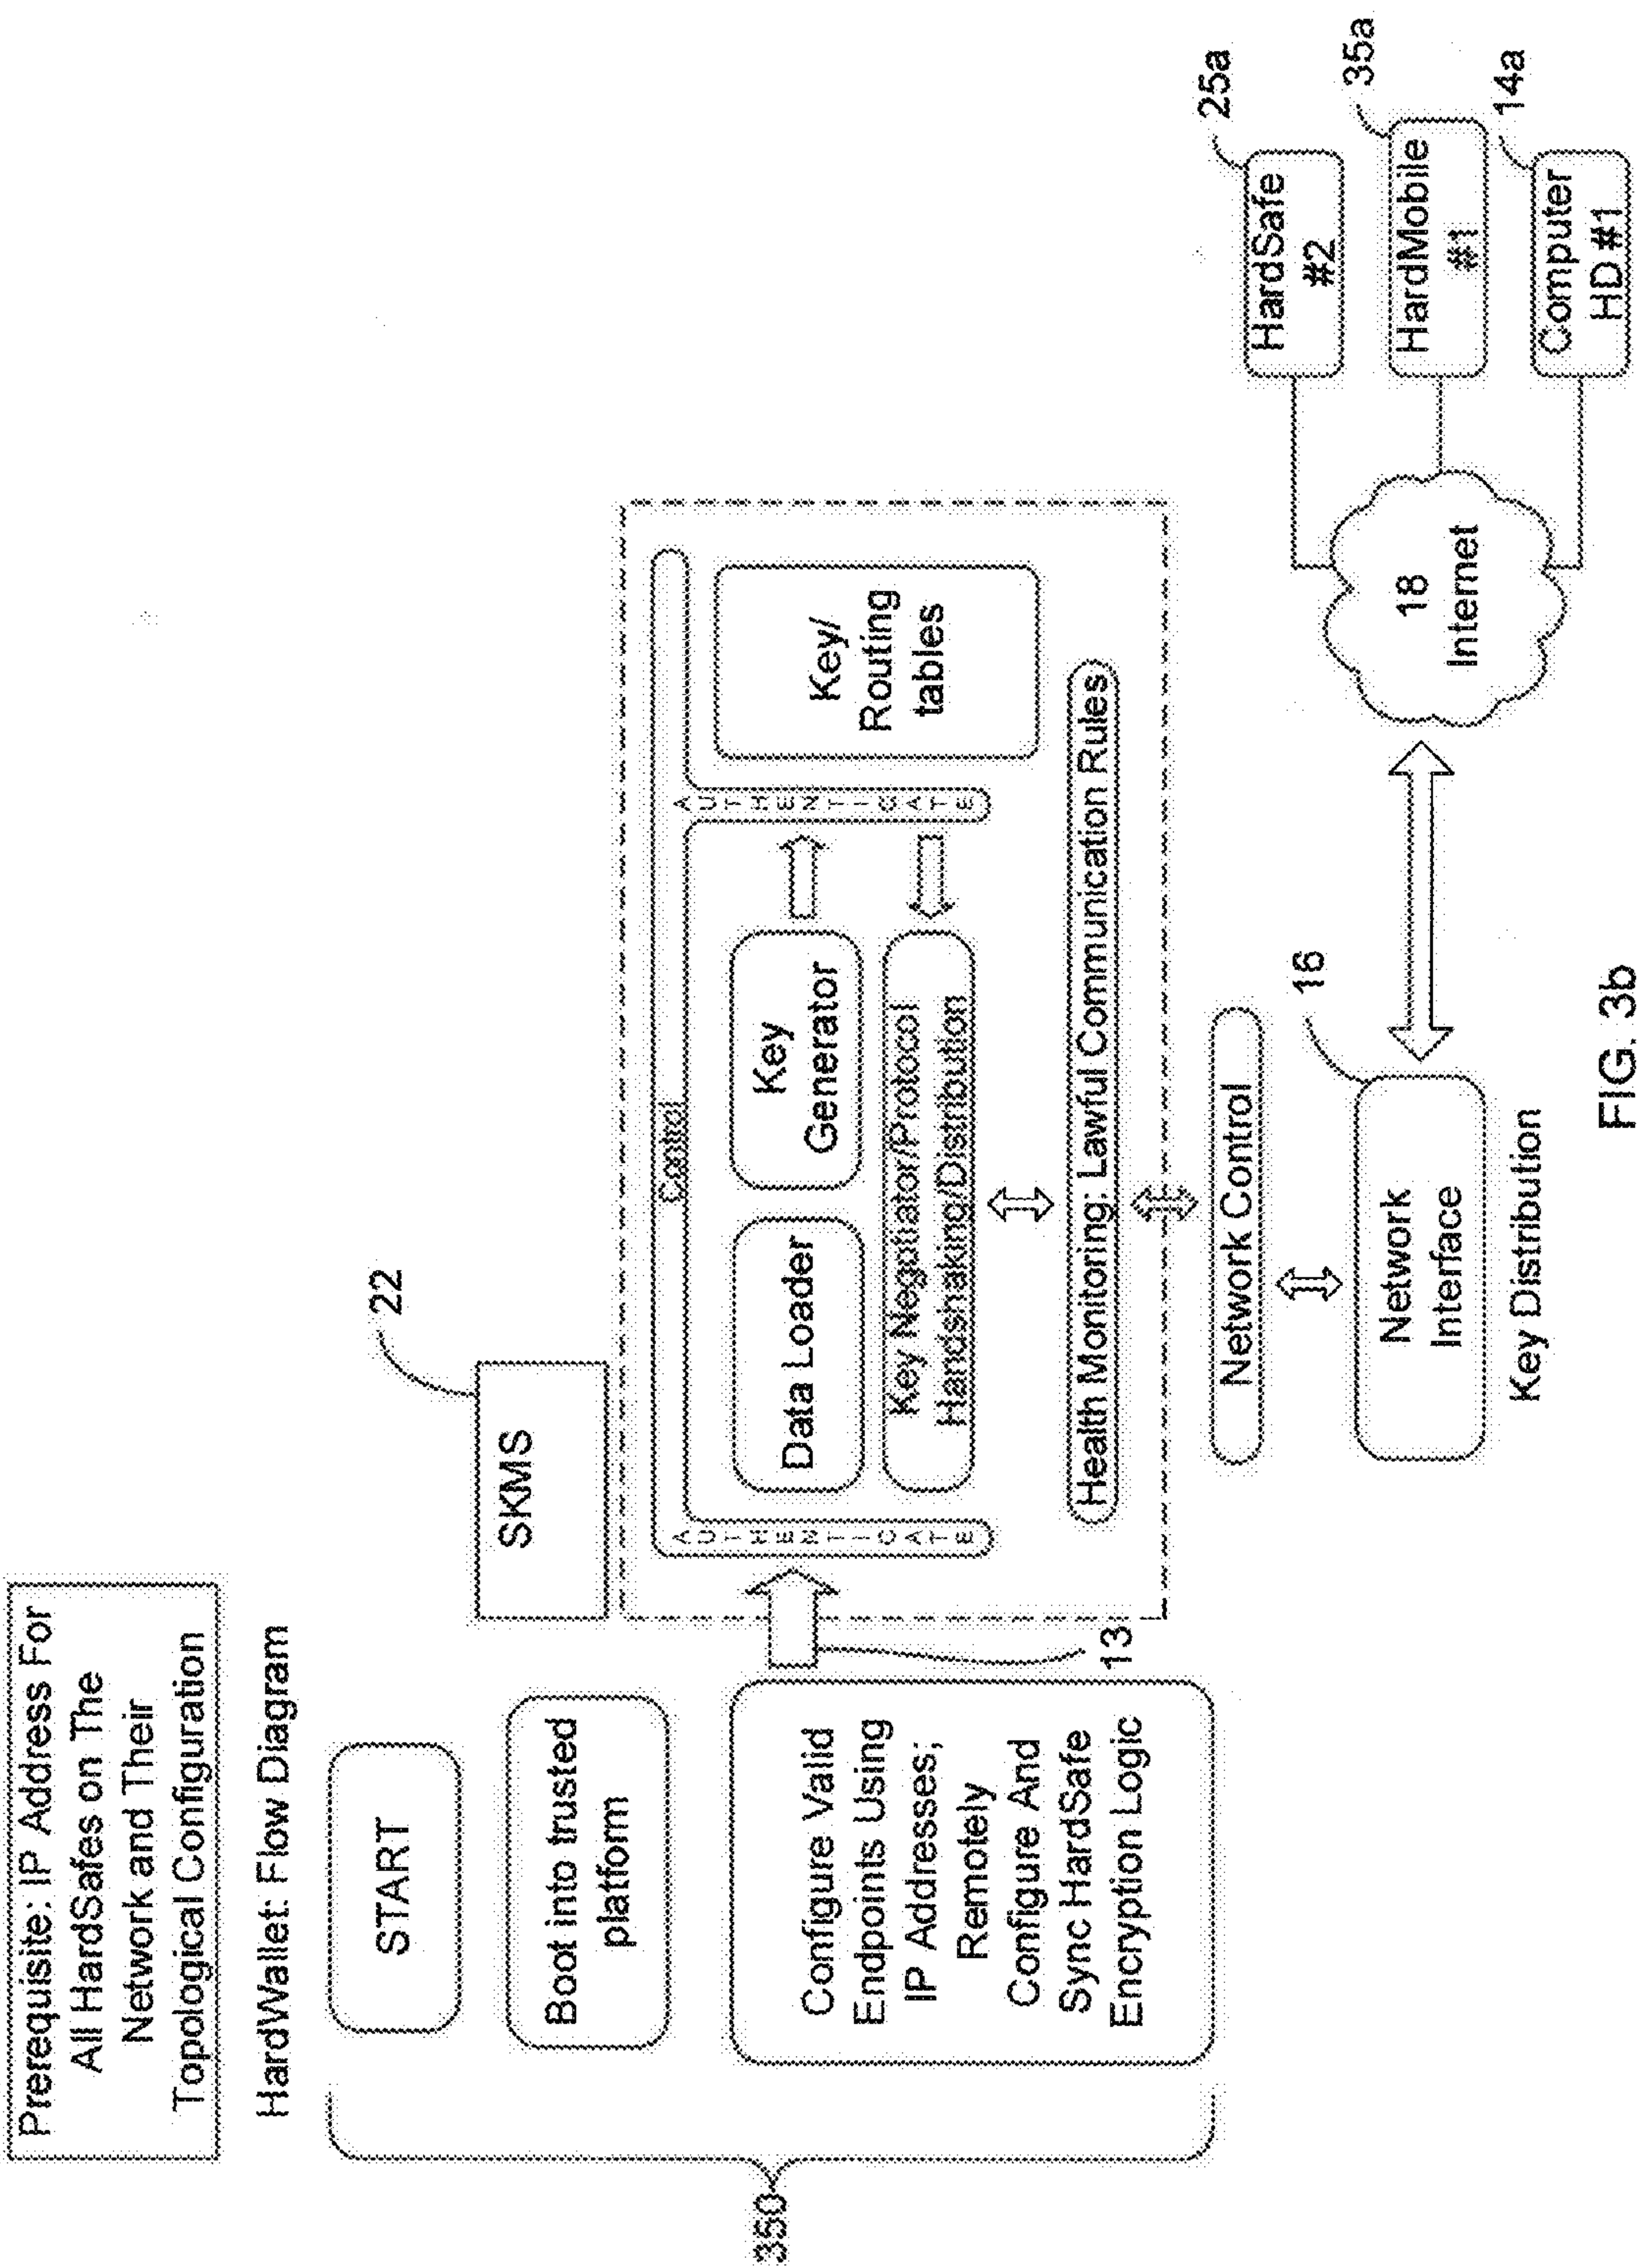 Prerequisite: IP Address For
All HardSafes on The
Network and Their
Topological Configuration
HardWallet: Flow Diagram
350
START
Boot into trusted
platform
Configure Valid
Endpoints Using
IP Addresses;
Remotely
Configure And
Sync HardSafe
Encryption Logic
13
SKMS
22
Control
AUTHENTICATE
Data Loader
Key
Generator
Key Negotiator/Protocol
Handshaking/Distribution
AUTHENTICATE
Key/
Routing
tables
Health Monitoring: Lawful Communication Rules
Network Control
16
Network
Interface
Key Distribution
18
Internet
HardSafe
#2
25a
HardMobile
#1
35a
Computer
HD #1
14a
FIG. 3b